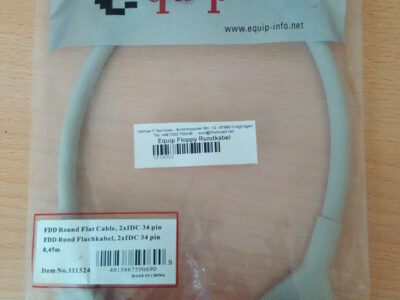 equip
www.equip-info.net
Equip Floppy Rundkabel
FDD Round Flat Cable, 2xIDC 34 pin
FDD Rund Flachkabel, 2xIDC 34 pin
0,45m
Item No.111324
4015867590690
S
MADE IN CHINA